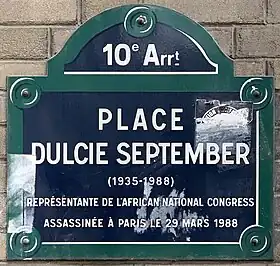 10e Arrt
PLACE
DULCIE SEPTEMBER
(1935-1988)
REPRÉSENTANTE DE L'AFRICAN NATIONAL CONGRESS
ASSASSINÉE À PARIS LE 29 MARS 1988